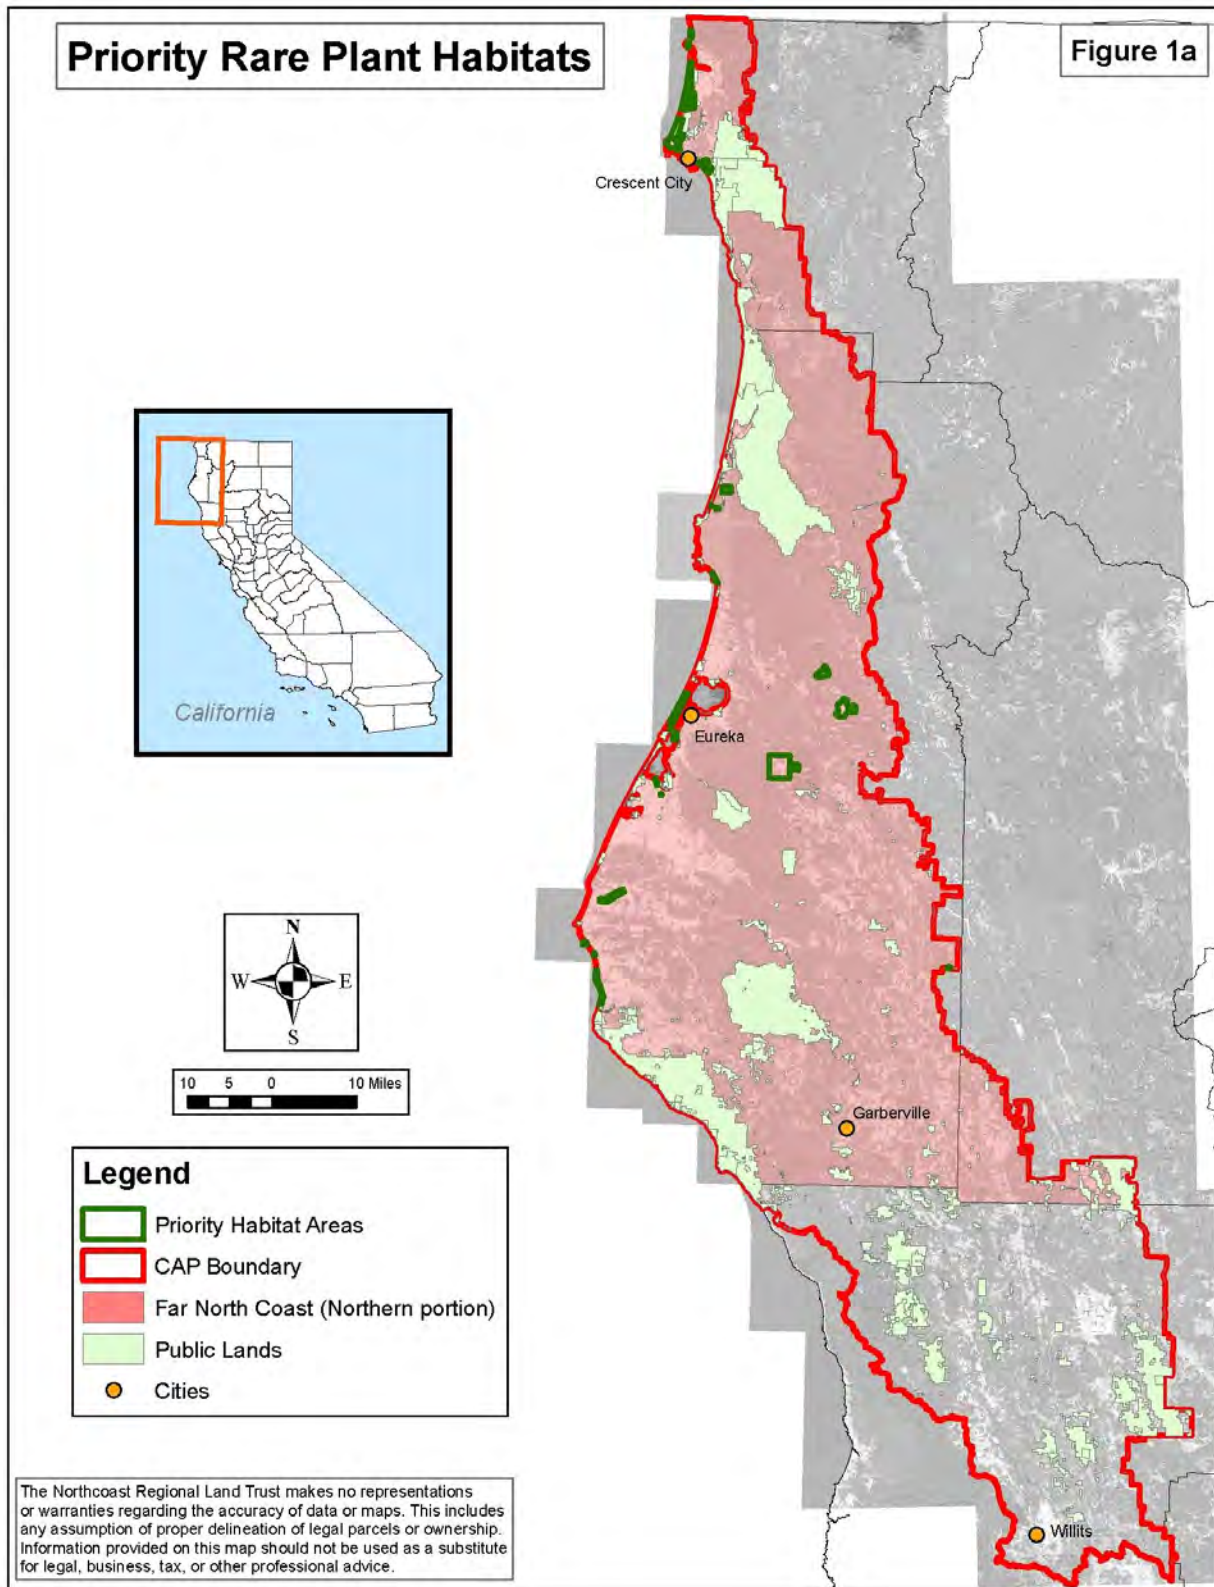 Priority Rare Plant Habitats
Figure 1a
Crescent City
Eureka
Garberville
Willits
California
N
W
E
S
10 5 0 10 Miles
Legend
Priority Habitat Areas
CAP Boundary
Far North Coast (Northern portion)
Public Lands
Cities
The Northcoast Regional Land Trust makes no representations
or warranties regarding the accuracy of data or maps. This includes
any assumption of proper delineation of legal parcels or ownership.
Information provided on this map should not be used as a substitute
for legal, business, tax, or other professional advice.